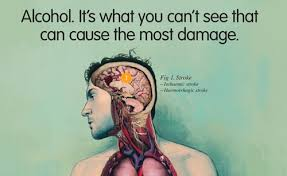 Alcohol. It's what you can't see that
can cause the most damage.
Fig 1. Stroke
– Ischaemic stroke
– Haemorrhagic stroke